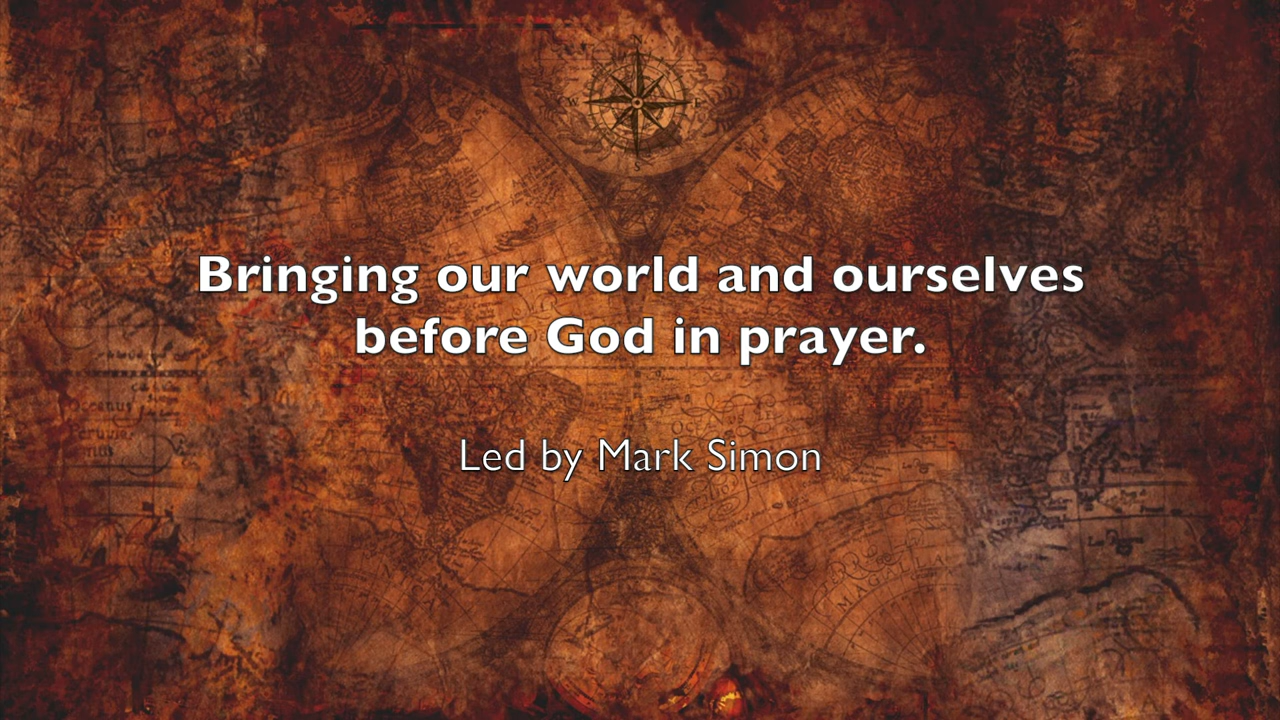 Bringing our world and ourselves
before God in prayer.
Led by Mark Simon